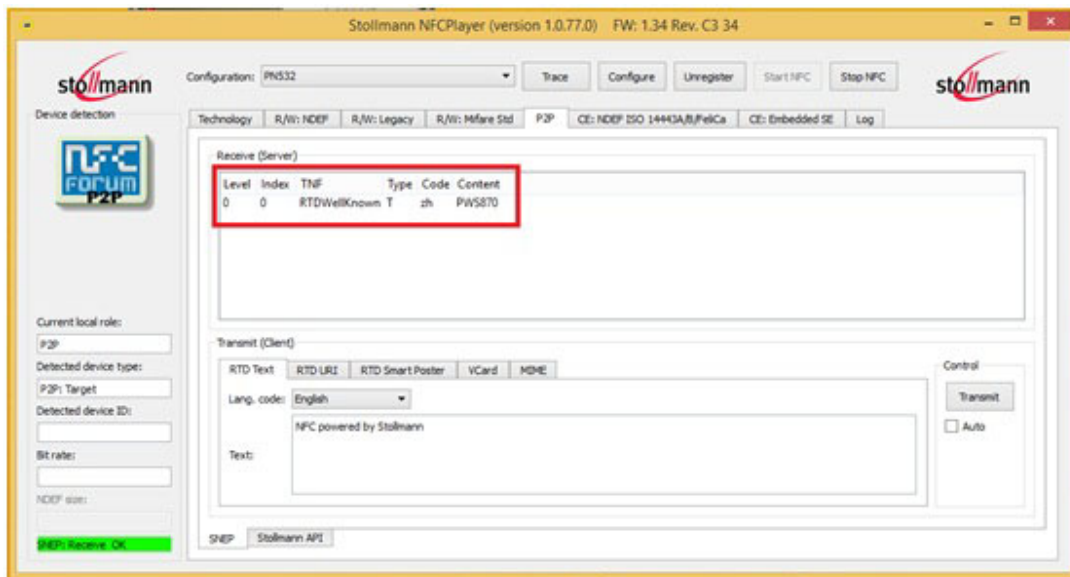 Stollmann NFCPlayer (version 1.0.77.0) FW: 1.34 Rev. C3 34
stollmann
Configuration: PN532
Trace
Configure
Unregister
Start NFC
Stop NFC
stollmann
Device detection
NFC
FORUM
P2P
Technology
R/W: NDEF
R/W: Legacy
R/W: Mifare Std
P2P
CE: NDEF ISO 14443A/B/FeliCa
CE: Embedded SE
Log
Receive (Server)
Level Index TNF Type Code Content
0 0 RTDWellKnown T zh PWS870
Current local role:
P2P
Detected device type:
P2P: Target
Detected device ID:
Bit rate:
NDEF size:
SNEP: Receive OK
Transmit (Client)
RTD Text
RTD URI
RTD Smart Poster
VCard
MIME
Lang. code: English
Text:
NFC powered by Stollmann
Control
Transmit
Auto
SNEP
Stollmann API